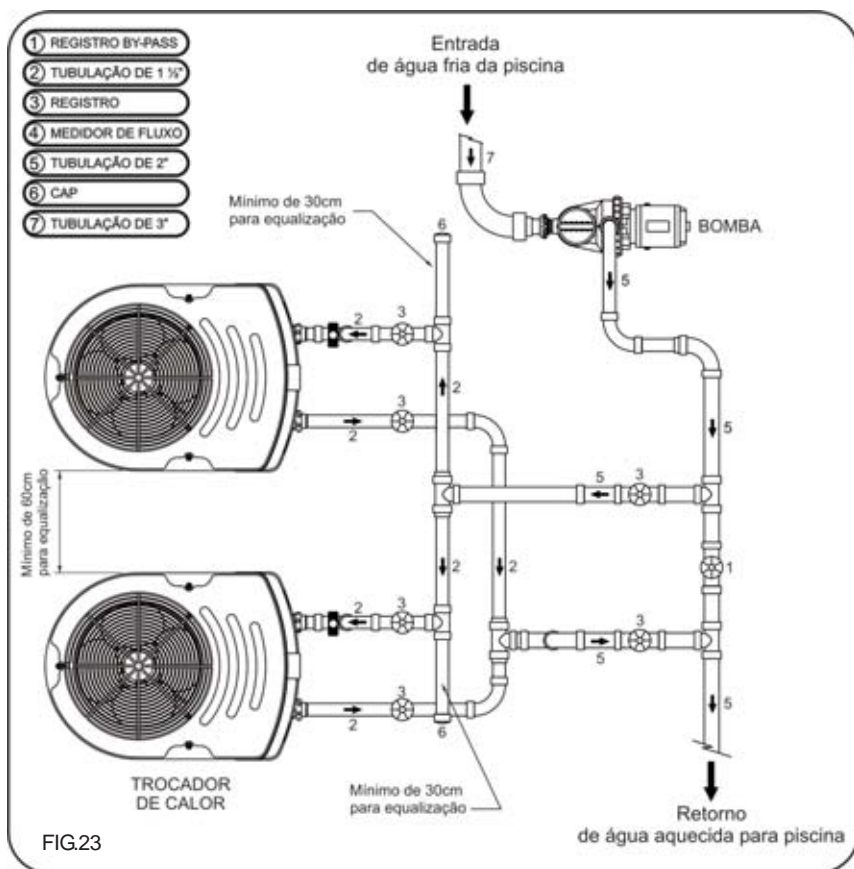 1 REGISTRO BY-PASS
2 TUBULAÇÃO DE 1 ½"
3 REGISTRO
4 MEDIDOR DE FLUXO
5 TUBULAÇÃO DE 2"
6 CAP
7 TUBULAÇÃO DE 3"
Entrada
de água fria da piscina
7
Mínimo de 30cm
para equalização
6
BOMBA
5
2
3
2
3
2
5
5
3
Mínimo de 60cm
para equalização
2
2
1
2
3
3
5
2
3
6
5
TROCADOR
DE CALOR
Mínimo de 30cm
para equalização
Retorno
de água aquecida para piscina
FIG.23